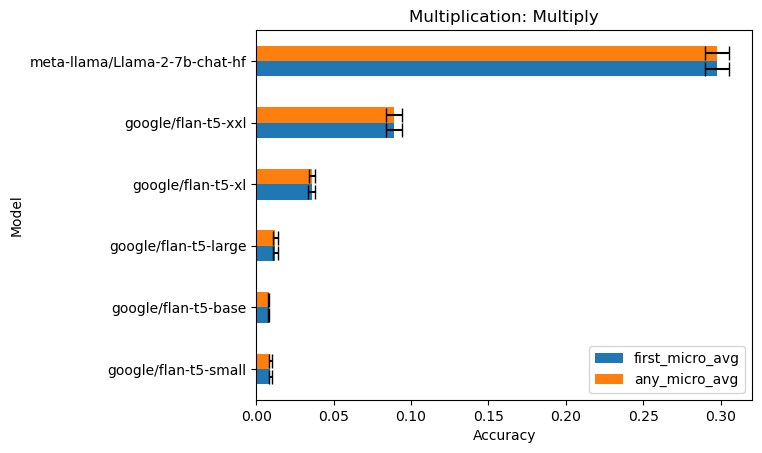 Multiplication: Multiply
meta-llama/Llama-2-7b-chat-hf
google/flan-t5-xxl
google/flan-t5-xl
google/flan-t5-large
google/flan-t5-base
google/flan-t5-small
Model
first_micro_avg
any_micro_avg
0.00 0.05 0.10 0.15 0.20 0.25 0.30
Accuracy